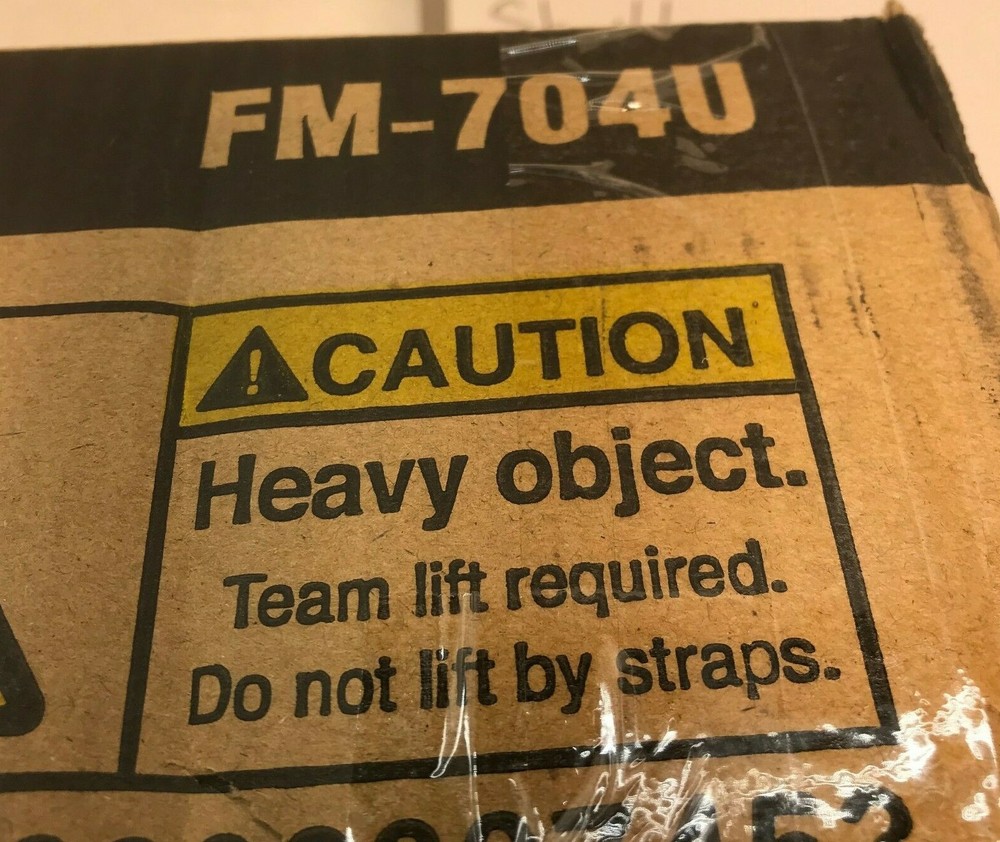 FM-704U
CAUTION
Heavy object.
Team lift required.
Do not lift by straps.